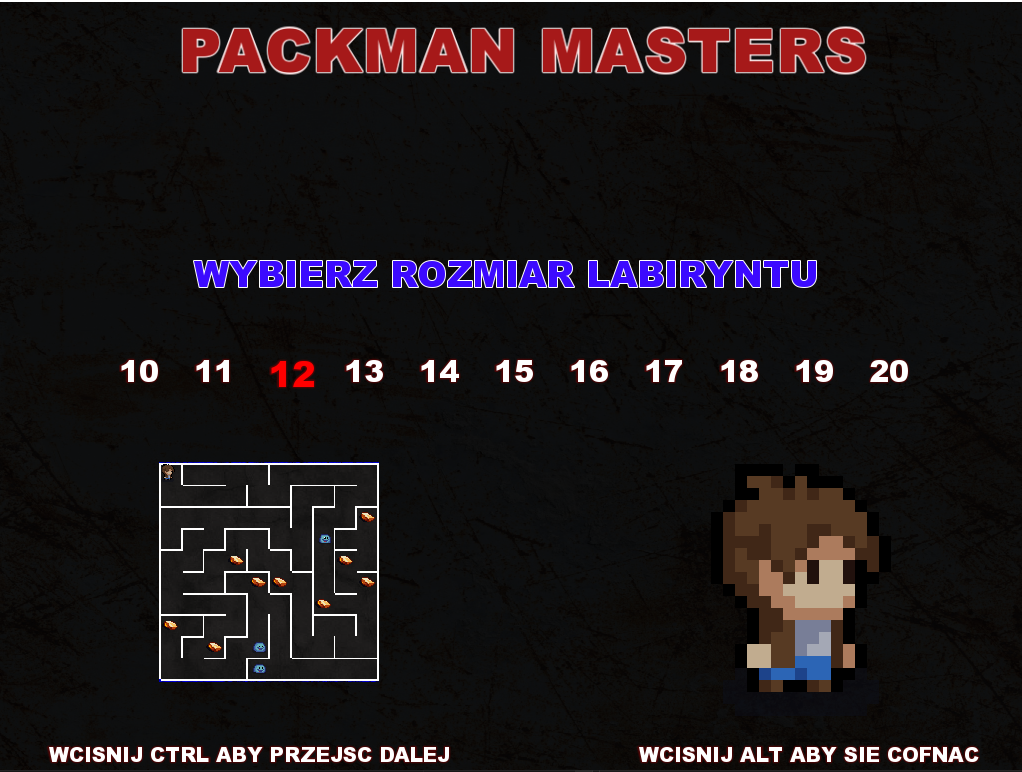 PACKMAN MASTERS
WYBIERZ ROZMIAR LABIRYNTU
10 11 12 13 14 15 16 17 18 19 20
WCISNIJ CTRL ABY PRZEJSC DALEJ
WCISNIJ ALT ABY SIE COFNAC